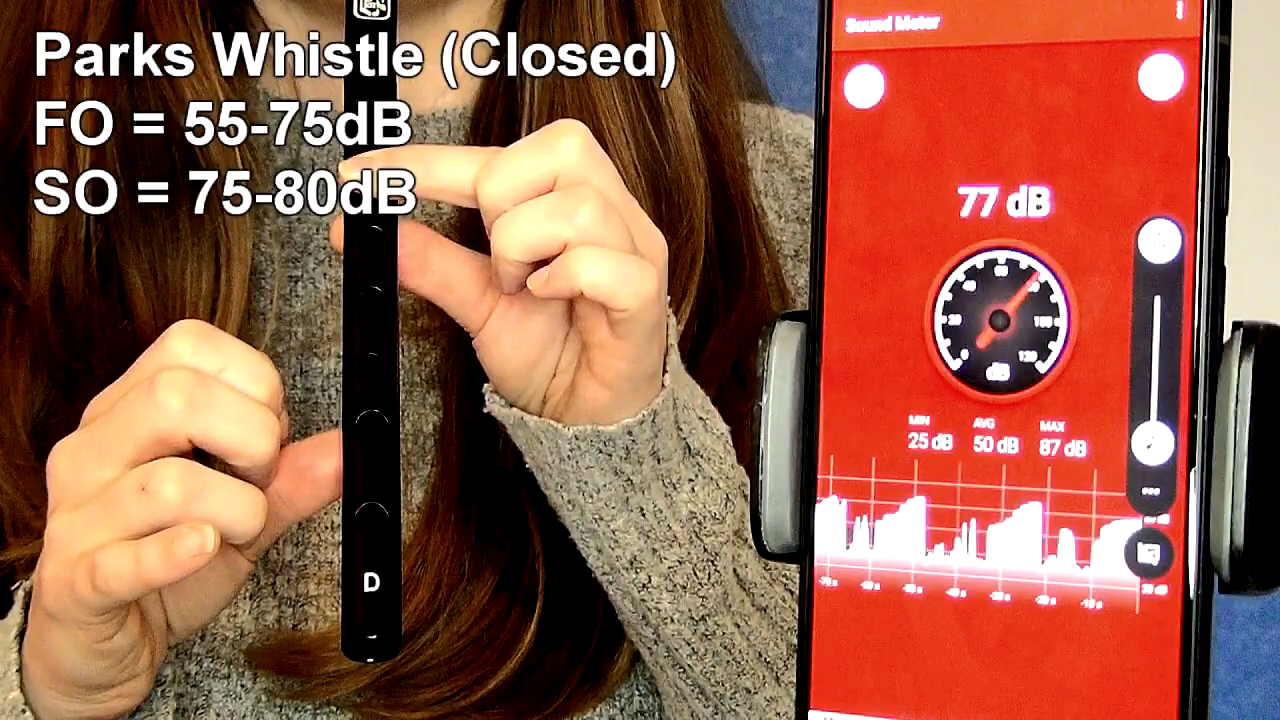 Parks Whistle (Closed)
FO = 55-75dB
SO = 75-80dB
D
Sound Meter
77 dB
dB
MIN AVG MAX
25 dB 50 dB 87 dB